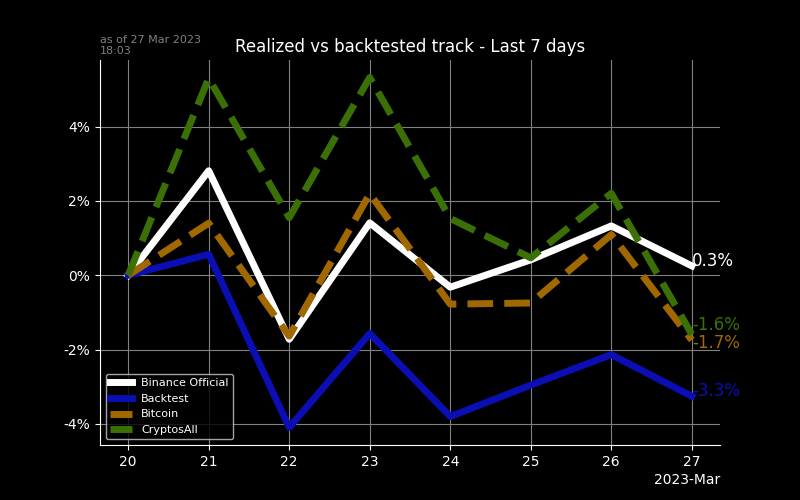 as of 27 Mar 2023
18:03
Realized vs backtested track - Last 7 days
4%
2%
0%
-2%
-4%
0.3%
-1.6%
-1.7%
-3.3%
Binance Official
Backtest
Bitcoin
CryptosAll
20 21 22 23 24 25 26 27
2023-Mar